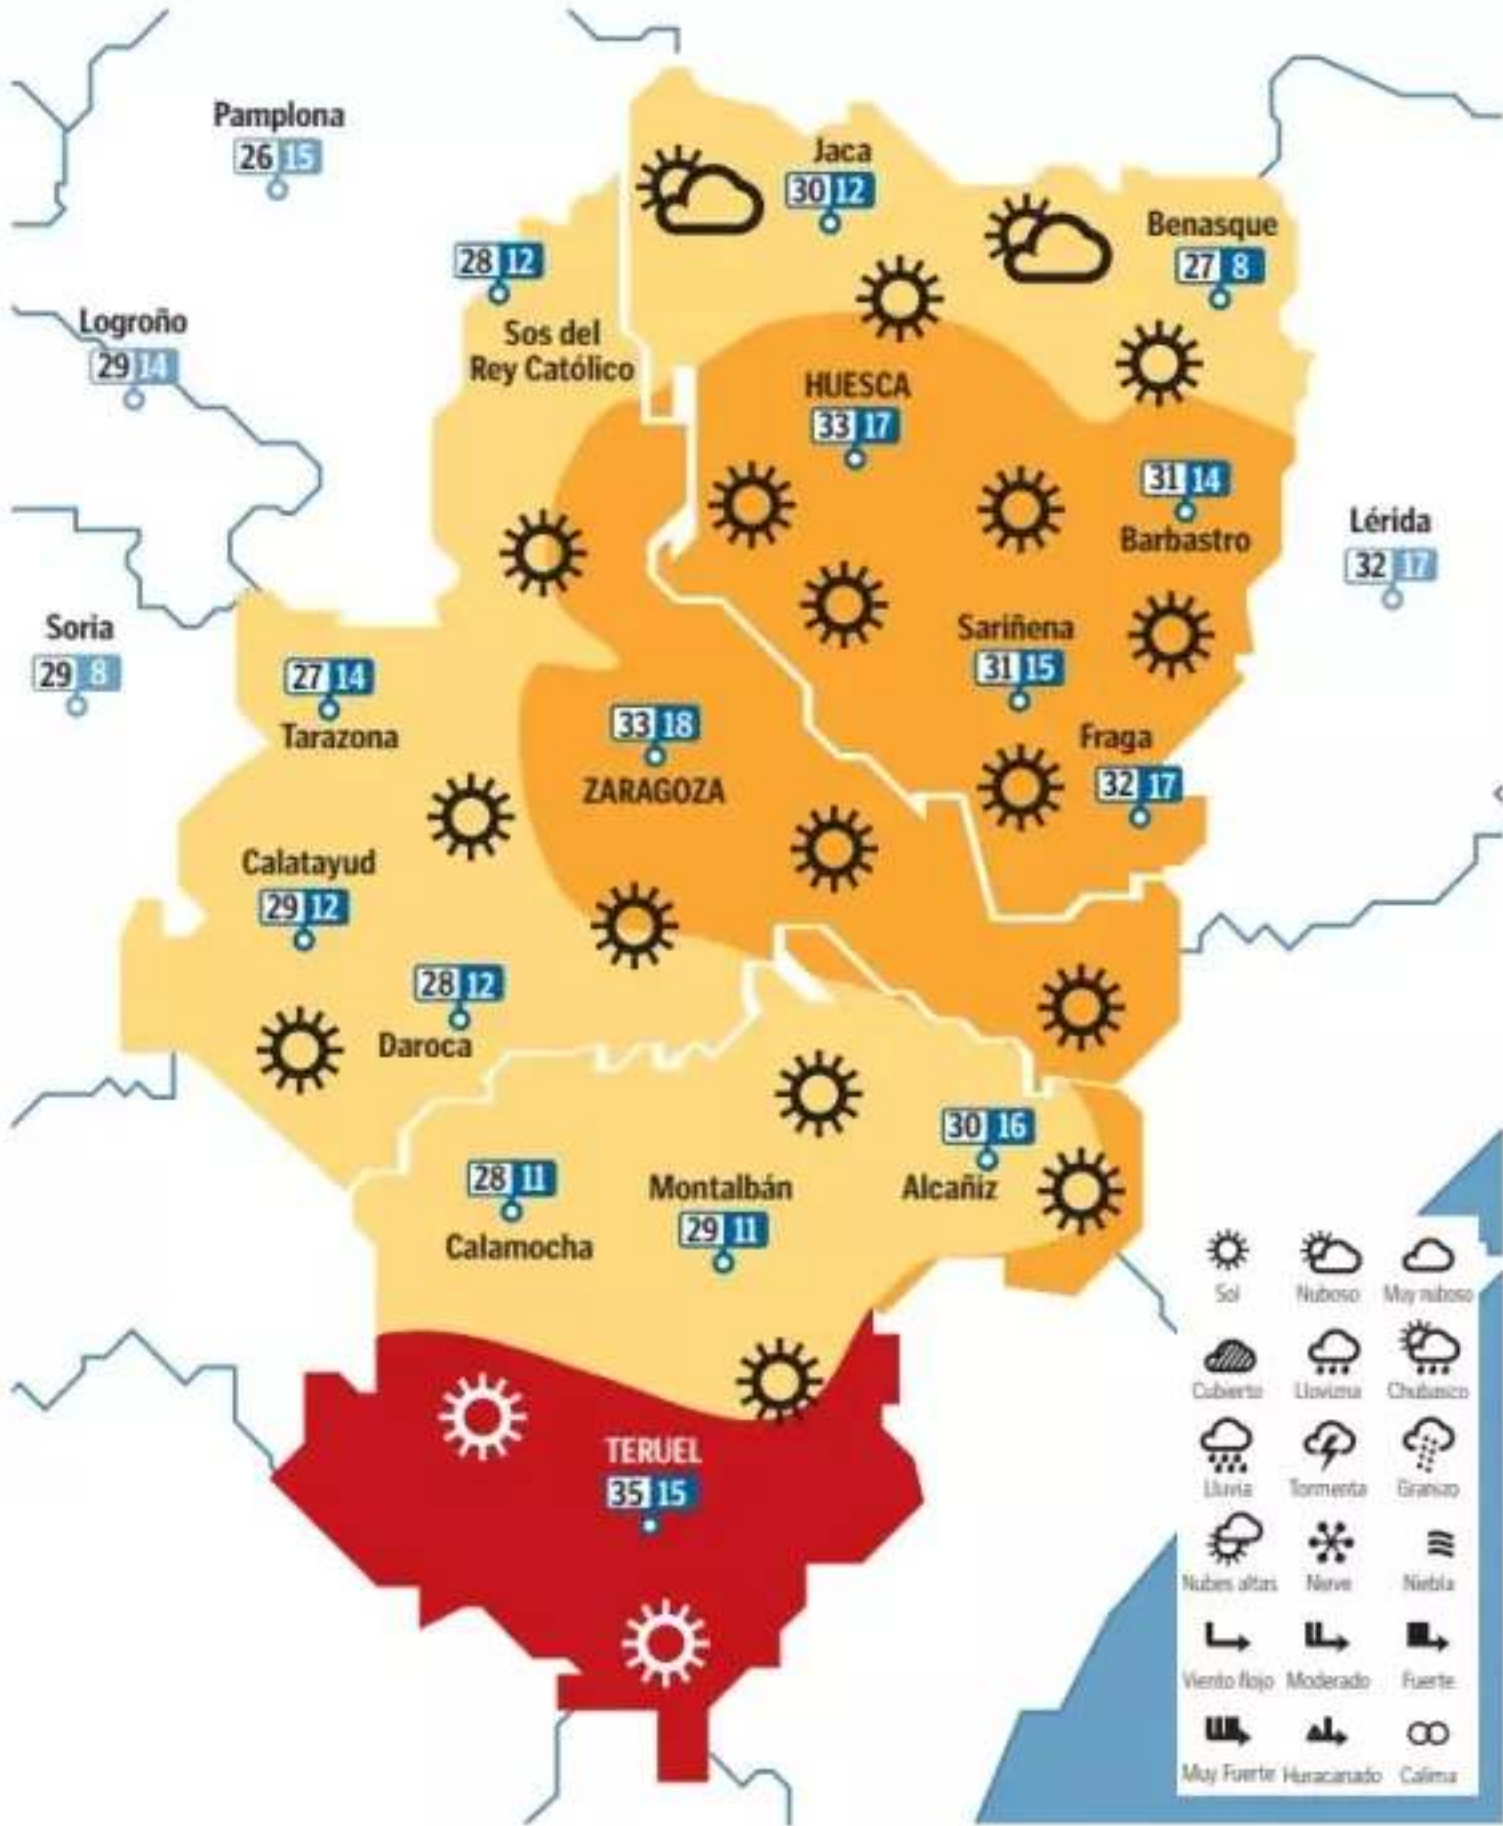 Pamplona
26 15
Jaca
30 12
Benasque
27 8
28 12
Sos del
Rey Católico
Logroño
29 14
HUESCA
33 17
31 14
Barbastro
Lérida
32 17
Soria
29 8
27 14
Tarazona
Sariñena
31 15
33 18
ZARAGOZA
Fraga
32 17
Calatayud
29 12
28 12
Daroca
30 16
Alcañiz
28 11
Calamocha
Montalbán
29 11
TERUEL
35 15
Sol Nuboso Muy nuboso
Cubierto Llovizna Chubasco
Lluvia Tormenta Granizo
Nubes altas Nieve Niebla
Viento flojo Moderado Fuerte
Muy Fuerte Huracanado Calima